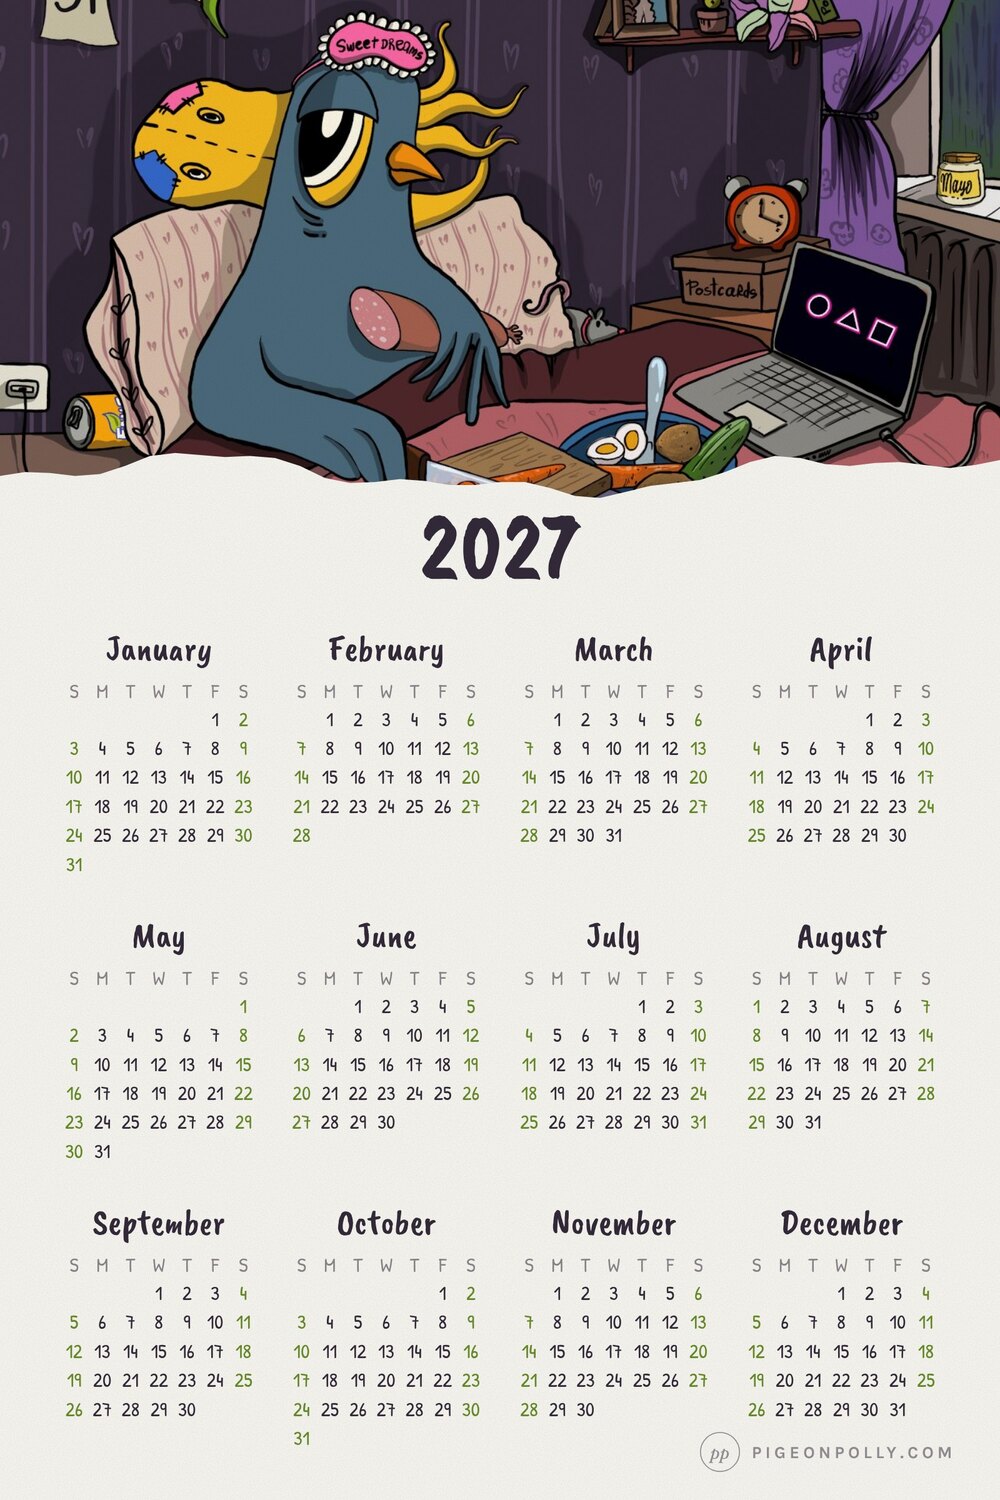 Sweet DREAMS
Mayo
Postcards
2027
January February March April
S M T W T F S S M T W T F S S M T W T F S S M T W T F S
1 2 1 2 3 4 5 6 1 2 3 4 5 6 1 2 3
3 4 5 6 7 8 9 7 8 9 10 11 12 13 7 8 9 10 11 12 13 4 5 6 7 8 9 10
10 11 12 13 14 15 16 14 15 16 17 18 19 20 14 15 16 17 18 19 20 11 12 13 14 15 16 17
17 18 19 20 21 22 23 21 22 23 24 25 26 27 21 22 23 24 25 26 27 18 19 20 21 22 23 24
24 25 26 27 28 29 30 28 28 29 30 31 25 26 27 28 29 30
31
May June July August
S M T W T F S S M T W T F S S M T W T F S S M T W T F S
1 1 2 3 4 5 1 2 3 1 2 3 4 5 6 7
2 3 4 5 6 7 8 6 7 8 9 10 11 12 4 5 6 7 8 9 10 8 9 10 11 12 13 14
9 10 11 12 13 14 15 13 14 15 16 17 18 19 11 12 13 14 15 16 17 15 16 17 18 19 20 21
16 17 18 19 20 21 22 20 21 22 23 24 25 26 18 19 20 21 22 23 24 22 23 24 25 26 27 28
23 24 25 26 27 28 29 27 28 29 30 25 26 27 28 29 30 31 29 30 31
30 31
September October November December
S M T W T F S S M T W T F S S M T W T F S S M T W T F S
1 2 3 4 1 2 1 2 3 4 5 6 1 2 3 4
5 6 7 8 9 10 11 3 4 5 6 7 8 9 7 8 9 10 11 12 13 5 6 7 8 9 10 11
12 13 14 15 16 17 18 10 11 12 13 14 15 16 14 15 16 17 18 19 20 12 13 14 15 16 17 18
19 20 21 22 23 24 25 17 18 19 20 21 22 23 21 22 23 24 25 26 27 19 20 21 22 23 24 25
26 27 28 29 30 24 25 26 27 28 29 30 28 29 30 26 27 28 29 30 31
31
pp PIGEONPOLLY.COM